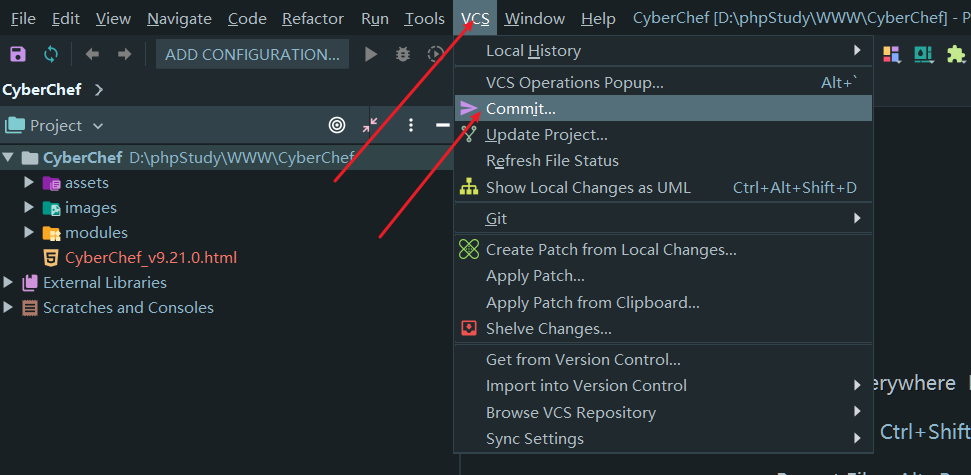 File Edit View Navigate Code Refactor Run Tools VCS Window Help CyberChef [D:\phpStudy\WWW\CyberChef] - P
ADD CONFIGURATION...
CyberChef
Project
CyberChef D:\phpStudy\WWW\CyberChef
assets
images
modules
CyberChef_v9.21.0.html
External Libraries
Scratches and Consoles
Local History
VCS Operations Popup... Alt+`
Commit...
Update Project...
Refresh File Status
Show Local Changes as UML Ctrl+Alt+Shift+D
Git
Create Patch from Local Changes...
Apply Patch...
Apply Patch from Clipboard...
Shelve Changes...
Get from Version Control...
Import into Version Control
Browse VCS Repository
Sync Settings
erywhere
Ctrl+Shift